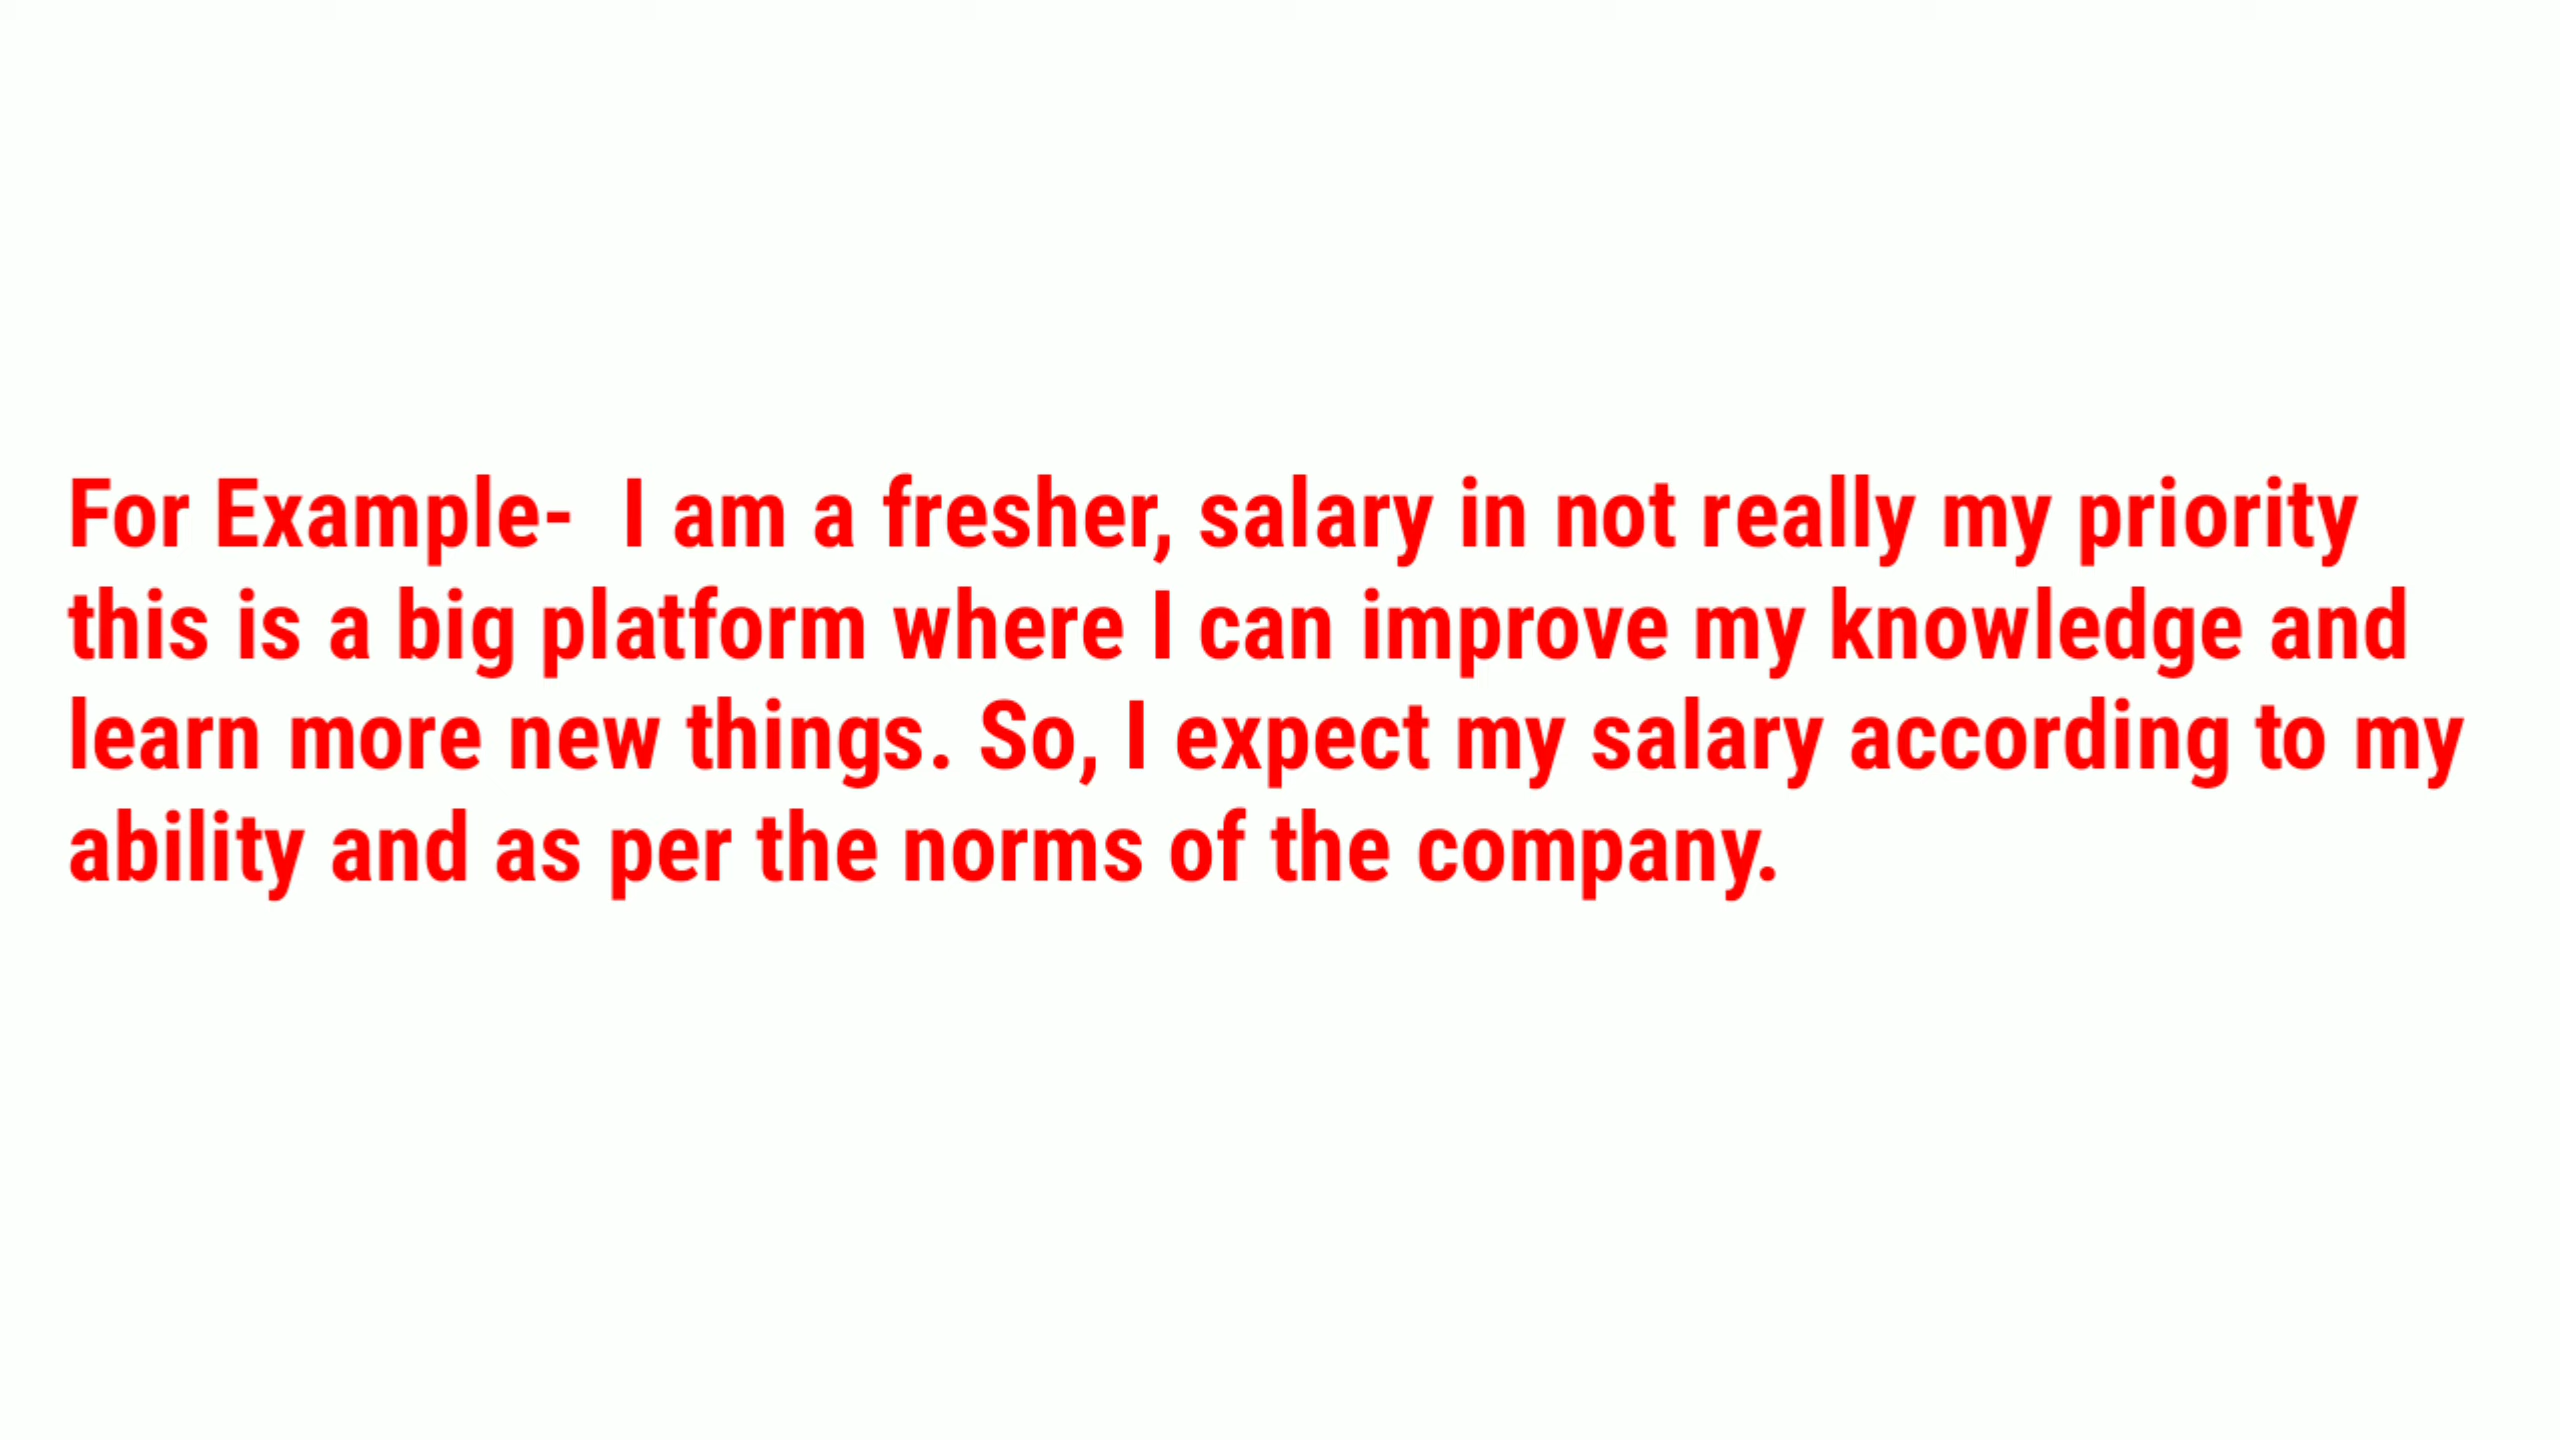 For Example-  I am a fresher, salary in not really my priority
this is a big platform where I can improve my knowledge and
learn more new things. So, I expect my salary according to my
ability and as per the norms of the company.